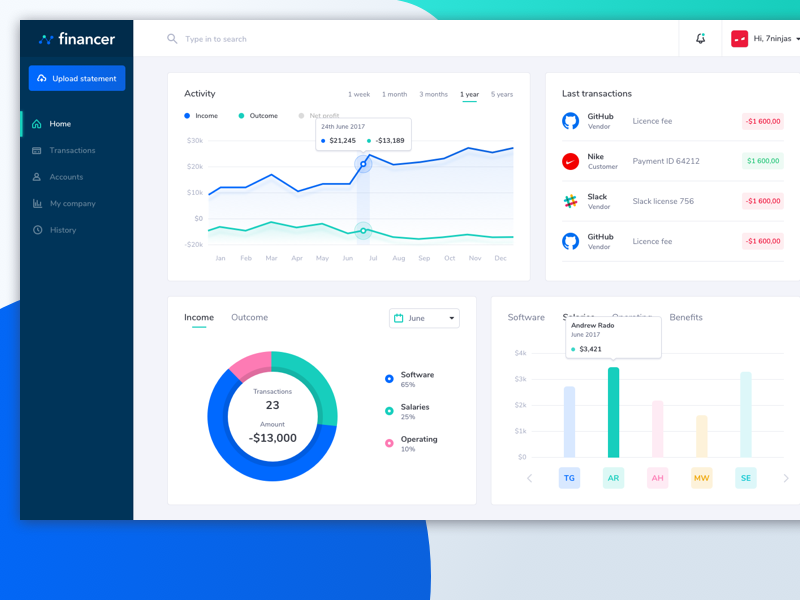 financer
Type in to search
Hi, 7ninjas
Upload statement
Home
Transactions
Accounts
My company
History
Activity
1 week
1 month
3 months
1 year
5 years
Income
Outcome
Net profit
24th June 2017
$21,245
-$13,189
$30k
$20k
$10k
$0
-$20k
Jan Feb Mar Apr May Jun Jul Aug Sep Oct Nov Dec
Last transactions
GitHub
Vendor
Licence fee
-$1 600,00
Nike
Customer
Payment ID 64212
$1 600,00
Slack
Vendor
Slack license 756
-$1 600,00
GitHub
Vendor
Licence fee
-$1 600,00
Income
Outcome
June
Transactions
23
Amount
-$13,000
Software
65%
Salaries
25%
Operating
10%
Software
Salaries
Operating
Benefits
Andrew Rado
June 2017
$3,421
$4k
$3k
$2k
$1k
$0
TG AR AH MW SE